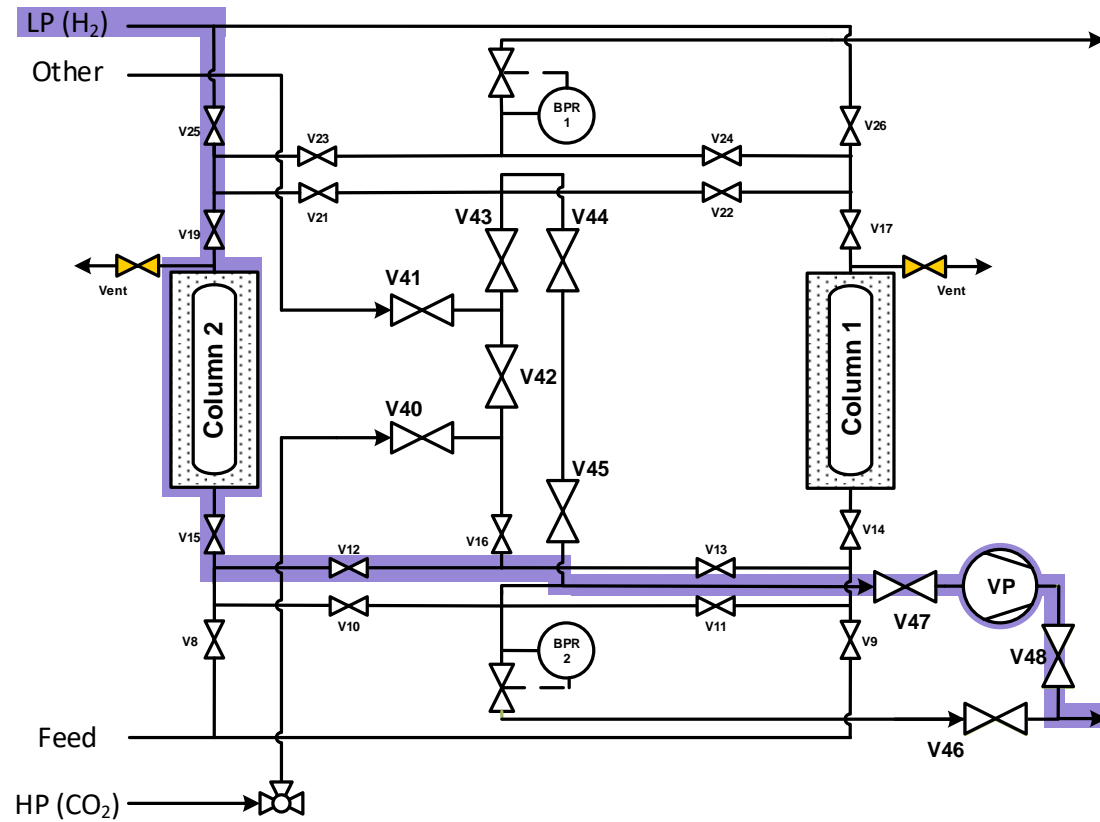 LP (H₂)
Other
BPR
1
V25
V23
V24
V26
V21
V22
V19
V43
V44
V17
Vent
V41
Vent
Column 2
V42
Column 1
V40
V45
V15
V16
V14
V12
V13
VP
V47
V10
V11
V8
BPR
2
V9
V48
Feed
V46
HP (CO₂)